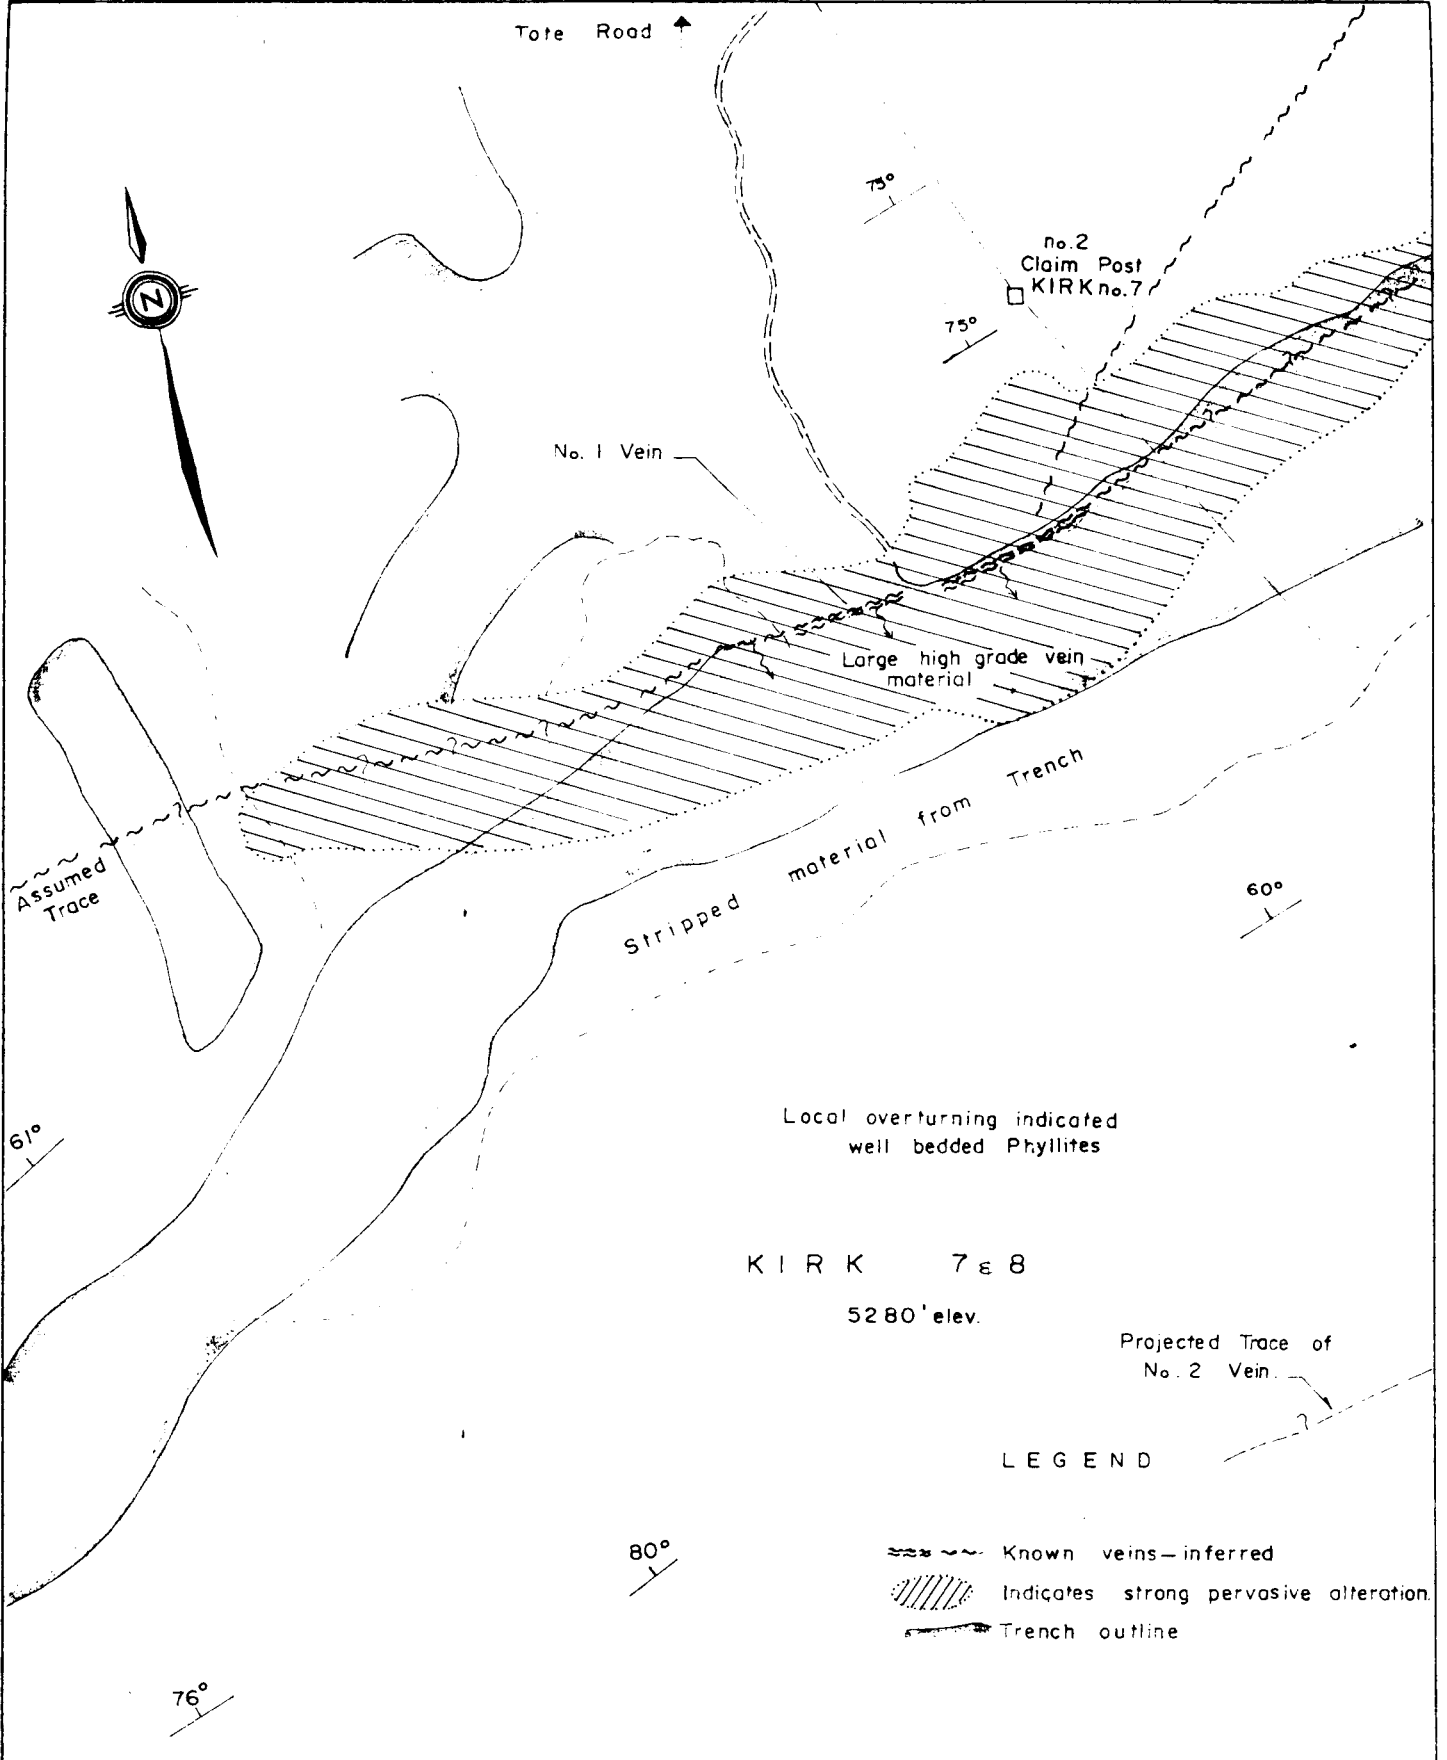 Tote Road
75°
no.2
Claim Post
KIRK no.7
75°
N
No. 1 Vein
Large high grade vein
material
?
?
?
?
Assumed
Trace
Stripped material from Trench
60°
61°
Local overturning indicated
well bedded Phyllites
KIRK 7 & 8
5280' elev.
Projected Trace of
No. 2 Vein.
?
LEGEND
80°
Known veins – inferred
Indicates strong pervasive alteration.
Trench outline
76°